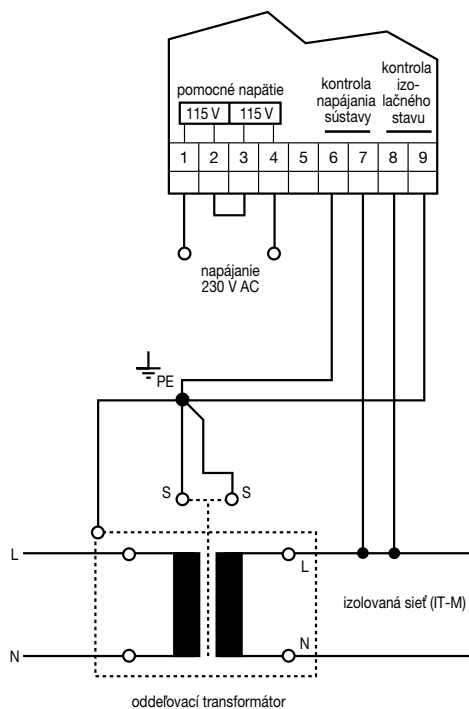 pomocné napätie
115 V 115 V
kontrola
napájania
sústavy
kontrola
izo-
lačného
stavu
1 2 3 4 5 6 7 8 9
napájanie
230 V AC
PE
S S
L
L
izolovaná sieť (IT-M)
N
N
oddeľovací transformátor